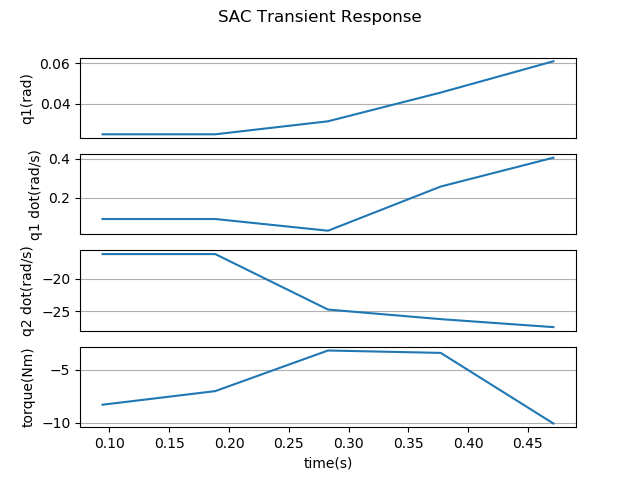 SAC Transient Response
0.06
0.04
q1(rad)
0.4
0.2
q1 dot(rad/s)
−20
−25
q2 dot(rad/s)
−5
−10
torque(Nm)
0.10 0.15 0.20 0.25 0.30 0.35 0.40 0.45
time(s)